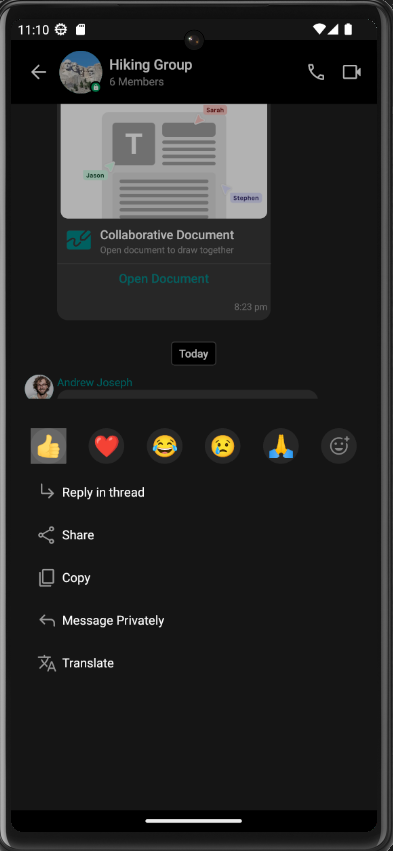 11:10
Hiking Group
6 Members
Sarah
T
Jason
Stephen
Collaborative Document
Open document to draw together
Open Document
8:23 pm
Today
Andrew Joseph
Reply in thread
Share
Copy
Message Privately
Translate